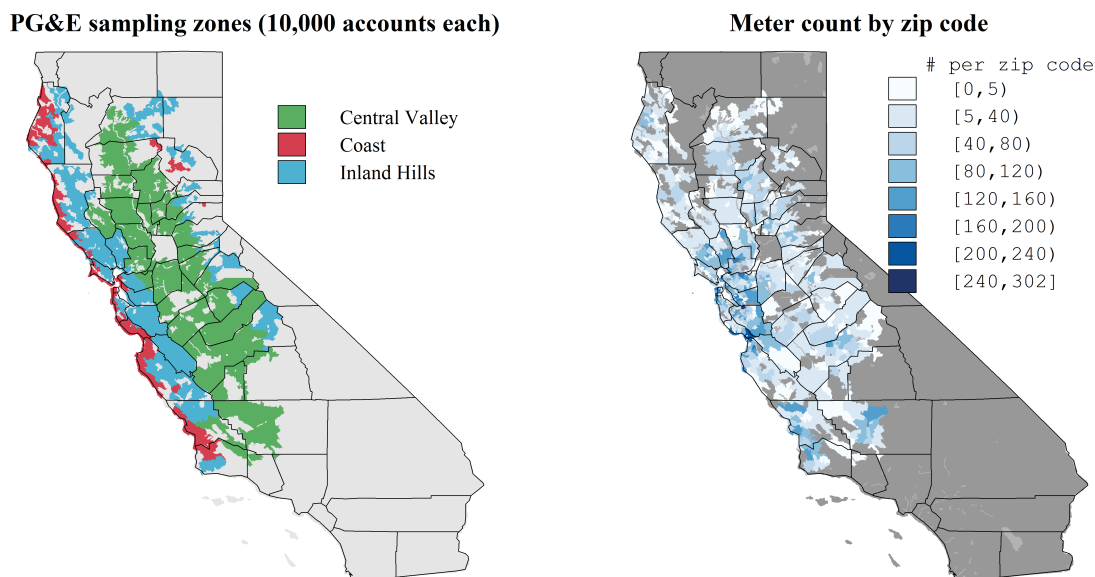 PG&E sampling zones (10,000 accounts each)
Central Valley
Coast
Inland Hills
Meter count by zip code
# per zip code
[0,5)
[5,40)
[40,80)
[80,120)
[120,160)
[160,200)
[200,240)
[240,302]